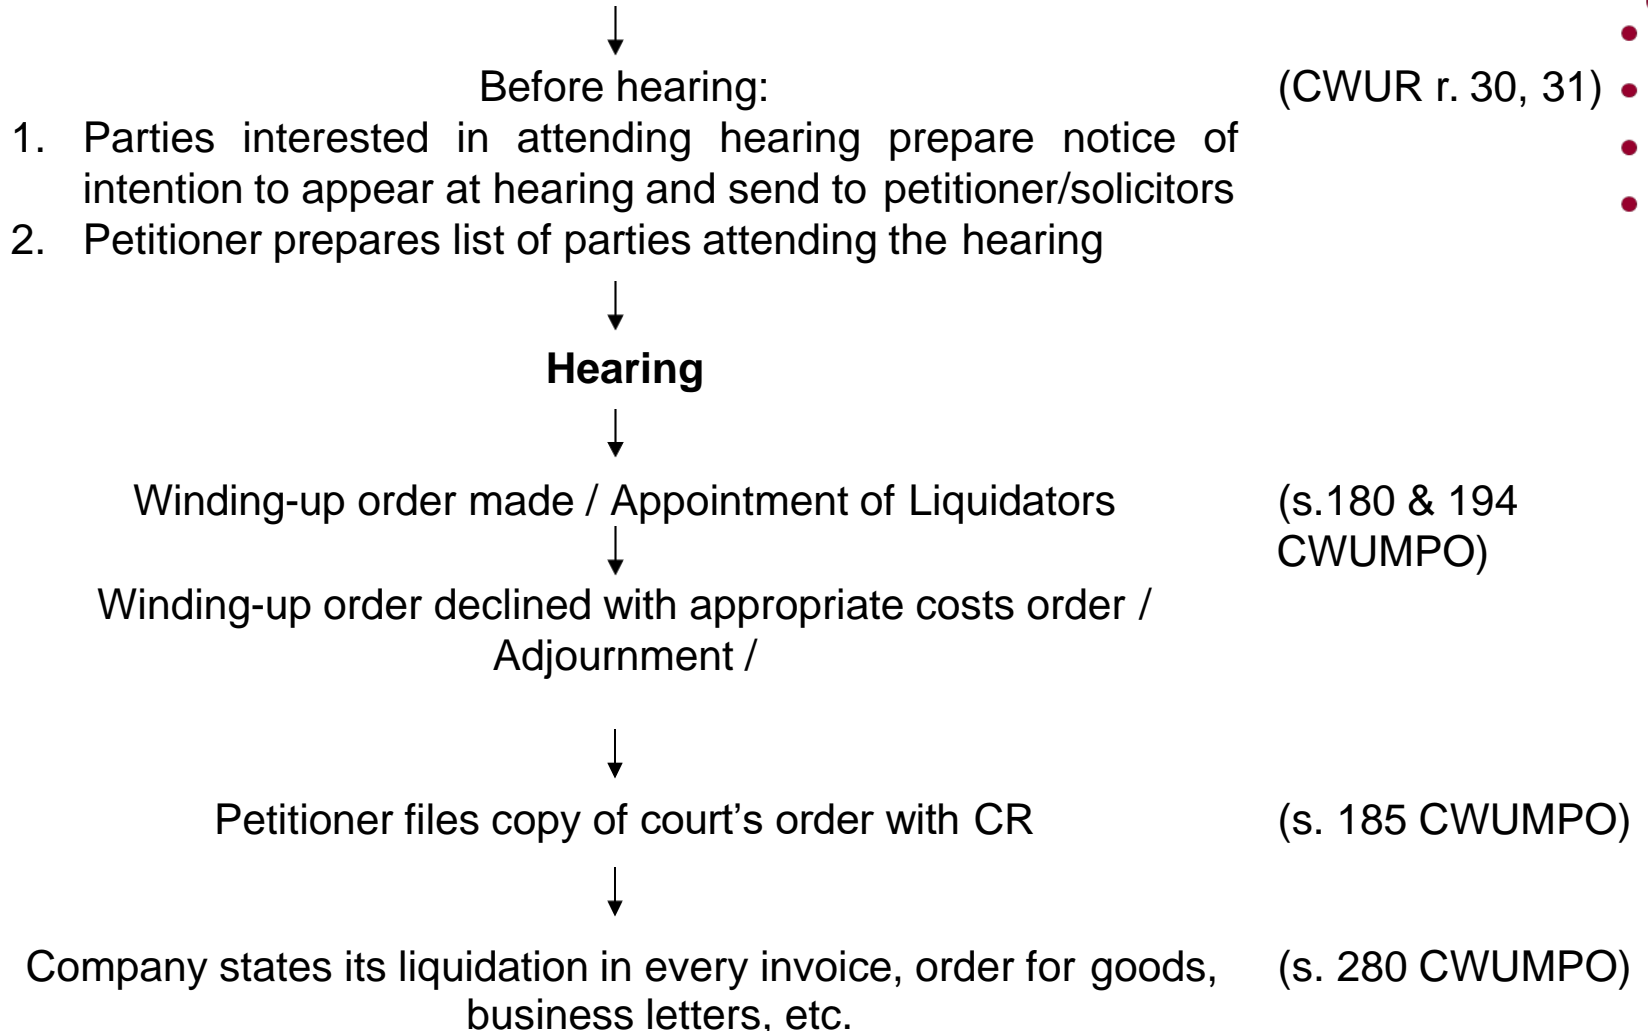 Before hearing:
(CWUR r. 30, 31)
1. Parties interested in attending hearing prepare notice of
intention to appear at hearing and send to petitioner/solicitors
2. Petitioner prepares list of parties attending the hearing
Hearing
Winding-up order made / Appointment of Liquidators
(s.180 & 194
CWUMPO)
Winding-up order declined with appropriate costs order /
Adjournment /
Petitioner files copy of court’s order with CR
(s. 185 CWUMPO)
Company states its liquidation in every invoice, order for goods,
(s. 280 CWUMPO)
business letters, etc.